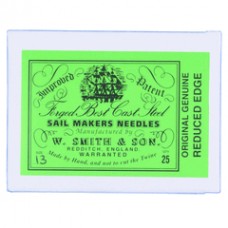 Improved Patent
Forged Best Cast Steel
SAIL MAKERS NEEDLES
Manufactured by
W. SMITH & SON.
REDDITCH, ENGLAND
WARRANTED
SIZE 13 25
Made by Hand, and not to cut the Twine
ORIGINAL GENUINE
REDUCED EDGE